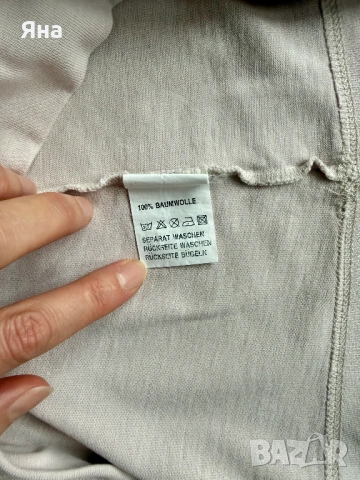 Яна
100% BAUMWOLLE
SEPARAT WASCHEN
RÜCKSEITE WASCHEN
RÜCKSEITE BÜGELN
BAZAR